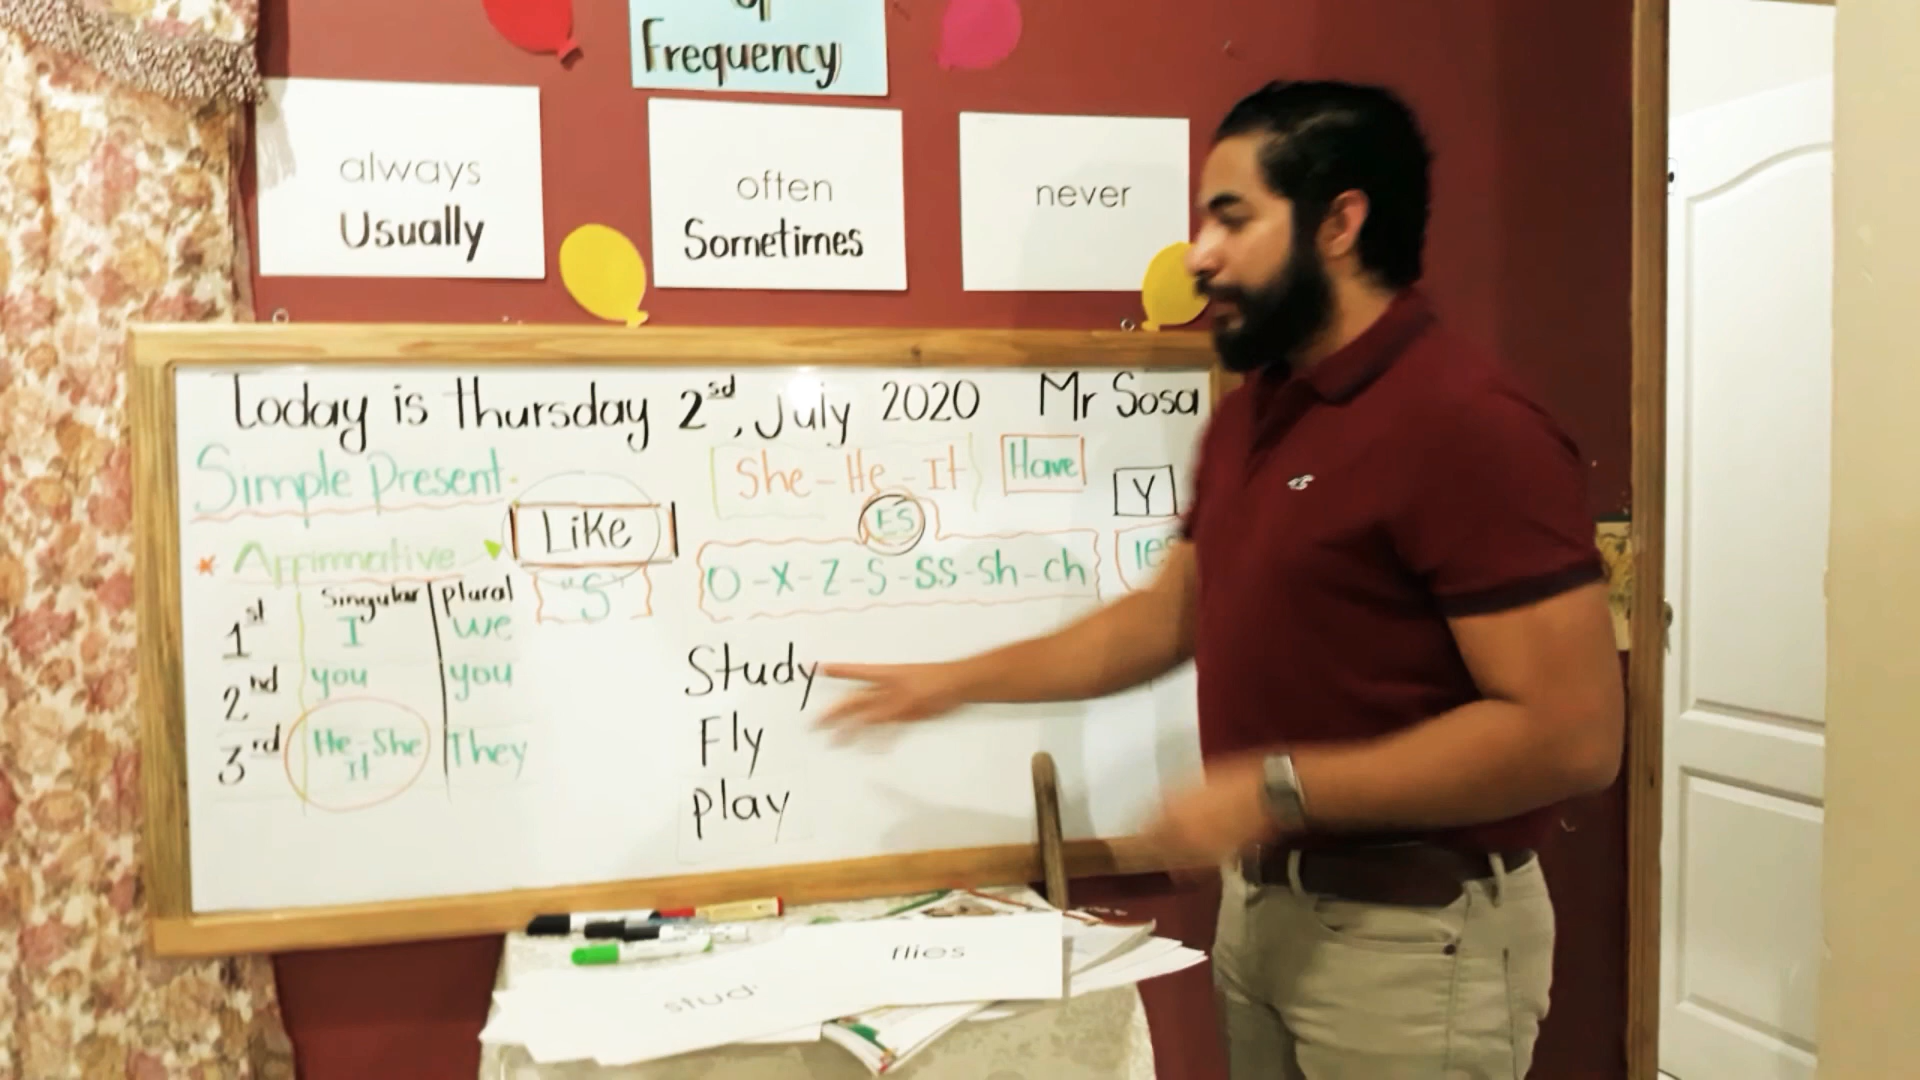 of
Frequency
always
Usually
often
Sometimes
never
Today is Thursday 2sd, July 2020 Mr Sosa
Simple Present.
She - He - It
Have
Y
Like
ES
* Affirmative
"S"
O - X - Z - S - SS - Sh - ch
ies
Singular Plural
1st I We
2nd you you
3rd He - She They
It
Study
Fly
play
flies